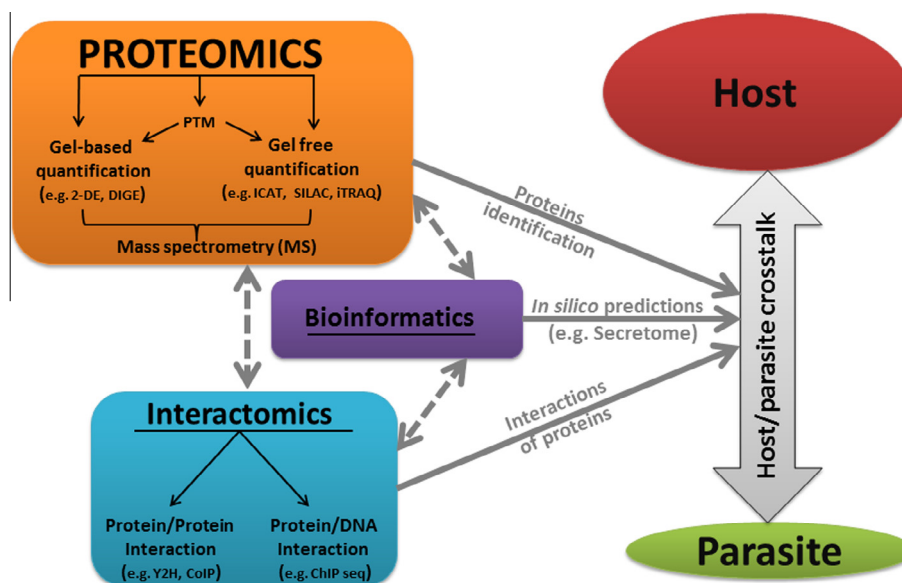 PROTEOMICS
PTM
Gel-based
quantification
(e.g. 2-DE, DIGE)
Gel free
quantification
(e.g. ICAT, SILAC, iTRAQ)
Mass spectrometry (MS)
Bioinformatics
Interactomics
Protein/Protein
Interaction
(e.g. Y2H, CoIP)
Protein/DNA
Interaction
(e.g. ChIP seq)
Proteins
identification
In silico predictions
(e.g. Secretome)
Interactions
of proteins
Host
Host/parasite crosstalk
Parasite